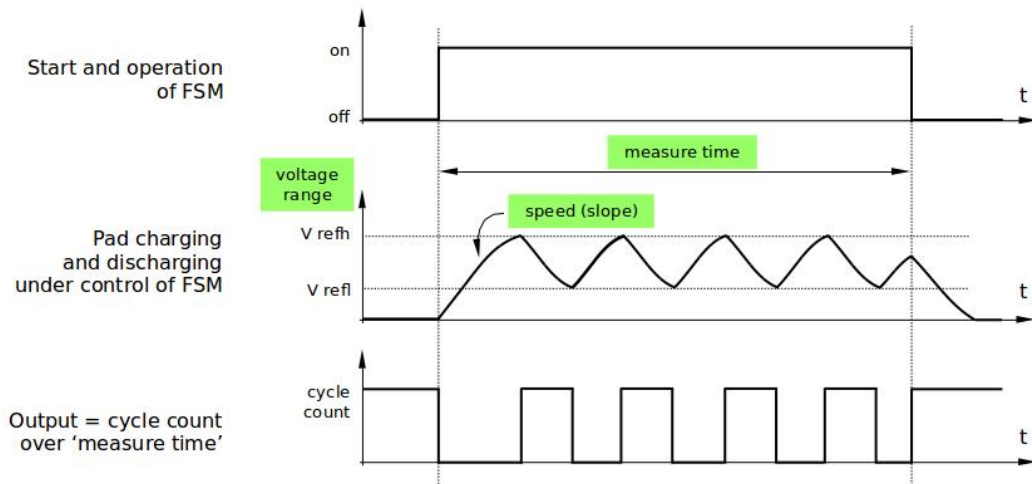 Start and operation
of FSM
on
off
t
measure time
voltage
range
speed (slope)
Pad charging
and discharging
under control of FSM
V refh
V refl
t
Output = cycle count
over ‘measure time’
cycle
count
t